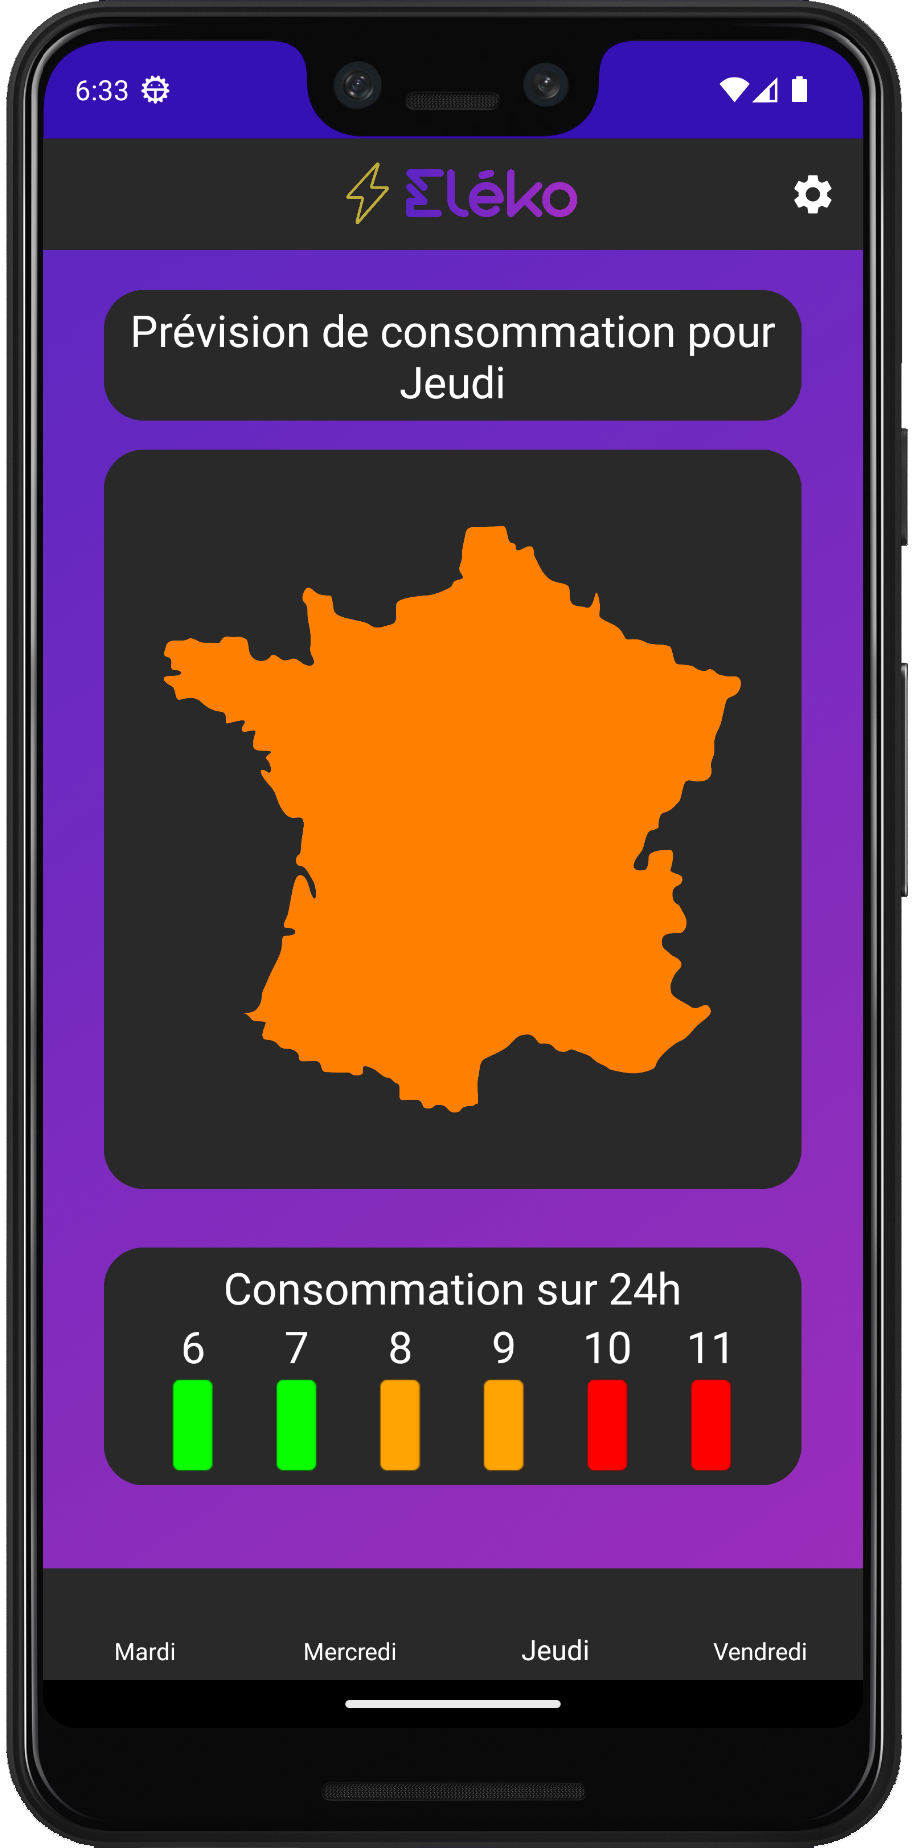 6:33
Eléko
Prévision de consommation pour
Jeudi
Consommation sur 24h
6 7 8 9 10 11
Mardi Mercredi Jeudi Vendredi